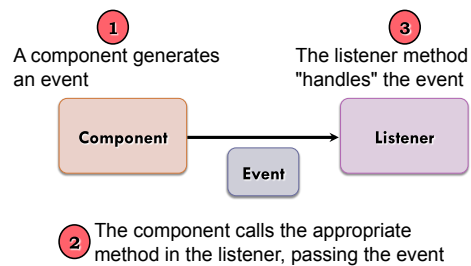 1
A component generates
an event
3
The listener method
"handles" the event
Component
Listener
Event
2
The component calls the appropriate
method in the listener, passing the event